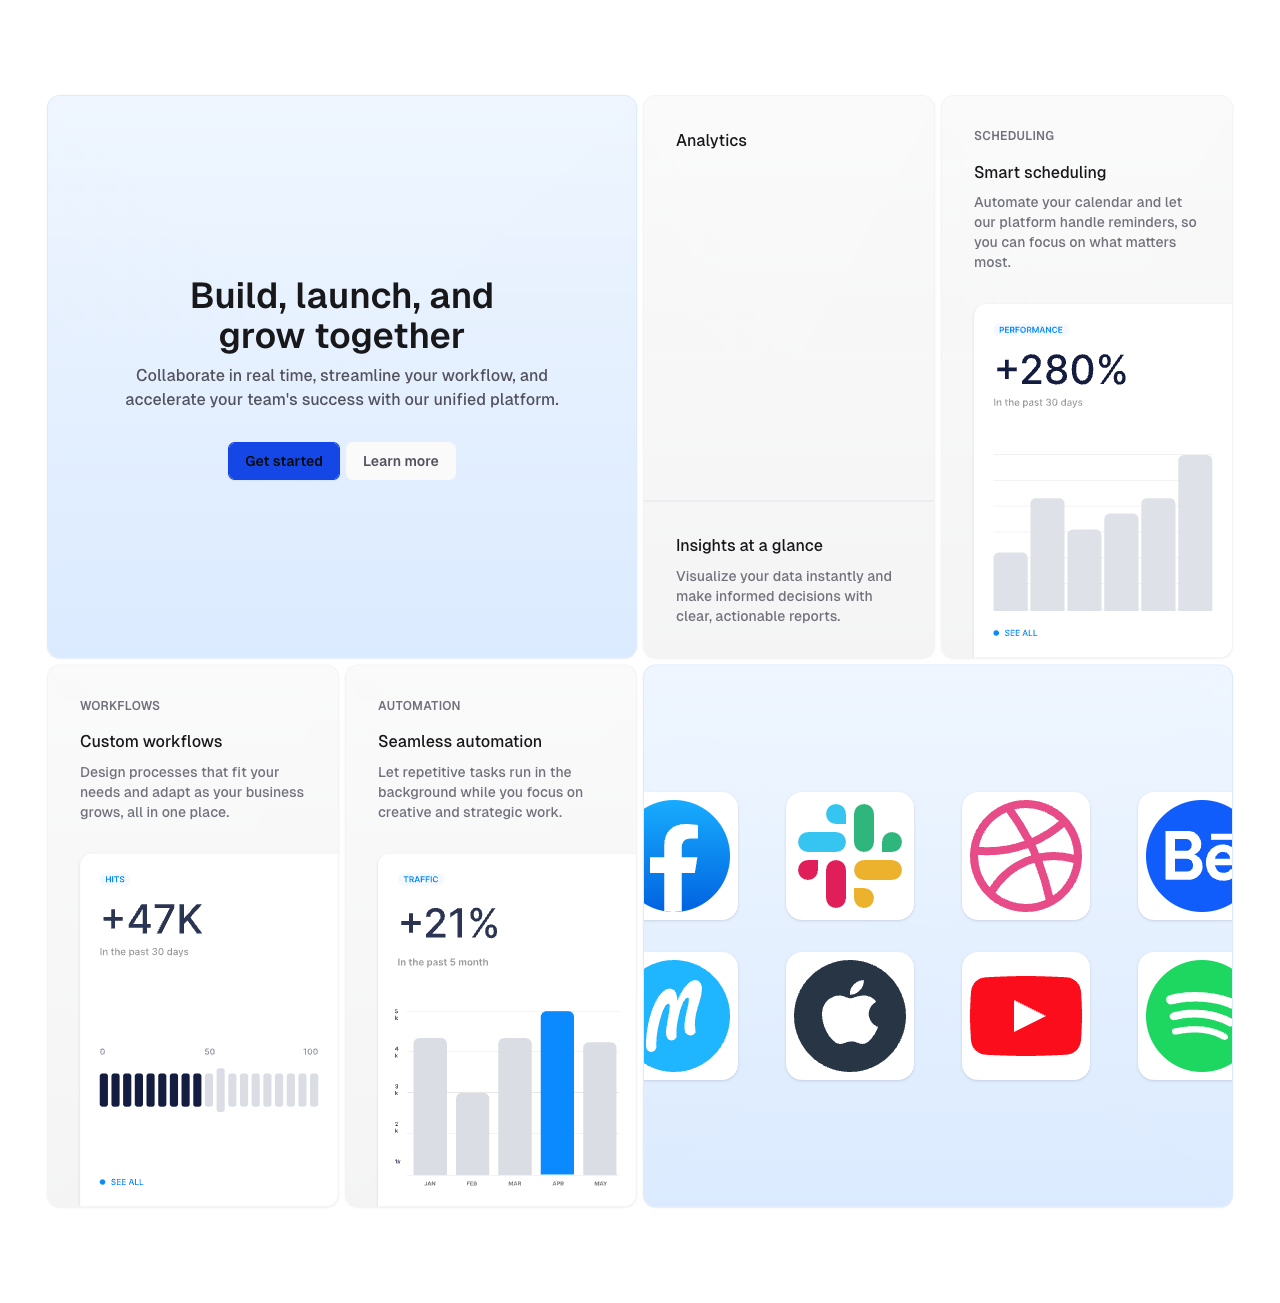 Build, launch, and
grow together
Collaborate in real time, streamline your workflow, and
accelerate your team's success with our unified platform.
Get started
Learn more
Analytics
Insights at a glance
Visualize your data instantly and
make informed decisions with
clear, actionable reports.
SCHEDULING
Smart scheduling
Automate your calendar and let
our platform handle reminders, so
you can focus on what matters
most.
PERFORMANCE
+280%
In the past 30 days
SEE ALL
WORKFLOWS
Custom workflows
Design processes that fit your
needs and adapt as your business
grows, all in one place.
HITS
+47K
In the past 30 days
0 50 100
SEE ALL
AUTOMATION
Seamless automation
Let repetitive tasks run in the
background while you focus on
creative and strategic work.
TRAFFIC
+21%
In the past 5 month
5
k
4
k
3
k
2
k
1k
JAN FEB MAR APR MAY
f
Bē
m